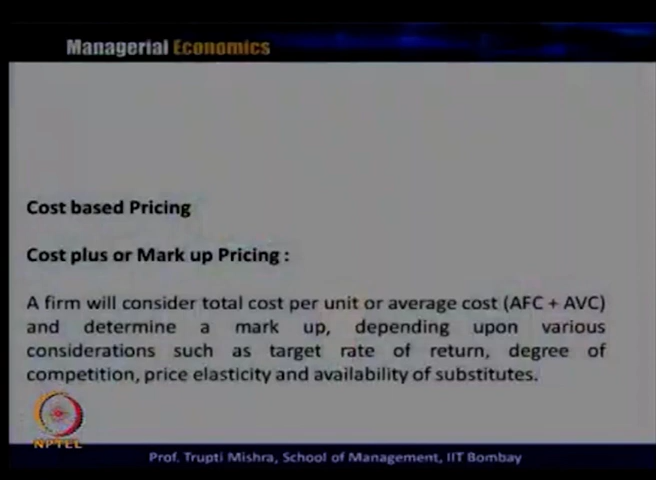 Managerial Economics
Cost based Pricing
Cost plus or Mark up Pricing :
A firm will consider total cost per unit or average cost (AFC + AVC)
and determine a mark up, depending upon various
considerations such as target rate of return, degree of
competition, price elasticity and availability of substitutes.
NPTEL
Prof. Trupti Mishra, School of Management, IIT Bombay